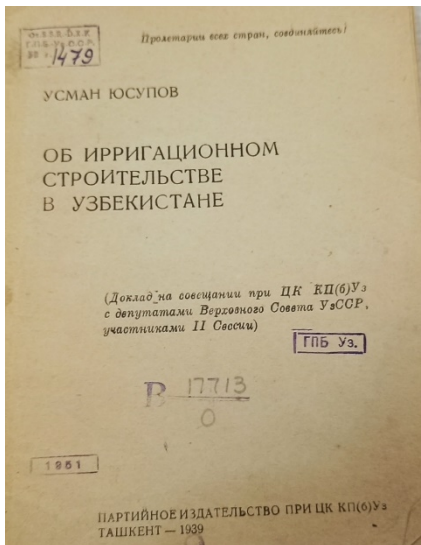 Пролетарии всех стран, соединяйтесь!
1479
УСМАН ЮСУПОВ
ОБ ИРРИГАЦИОННОМ
СТРОИТЕЛЬСТВЕ
В УЗБЕКИСТАНЕ
(Доклад на совещании при ЦК КП(б)Уз
с депутатами Верховного Совета УзССР,
участниками II Сессии)
ГПБ Уз.
В 17713
0
1961
ПАРТИЙНОЕ ИЗДАТЕЛЬСТВО ПРИ ЦК КП(б)Уз
ТАШКЕНТ — 1939